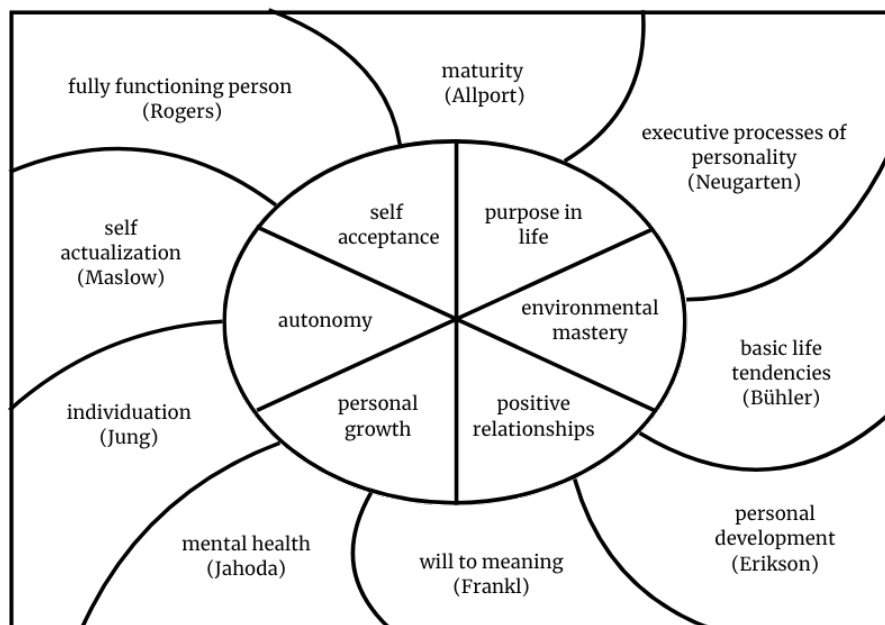 fully functioning person
(Rogers)
maturity
(Allport)
executive processes of
personality
(Neugarten)
self
actualization
(Maslow)
self
acceptance
purpose in
life
autonomy
environmental
mastery
basic life
tendencies
(Bühler)
individuation
(Jung)
personal
growth
positive
relationships
mental health
(Jahoda)
will to meaning
(Frankl)
personal
development
(Erikson)